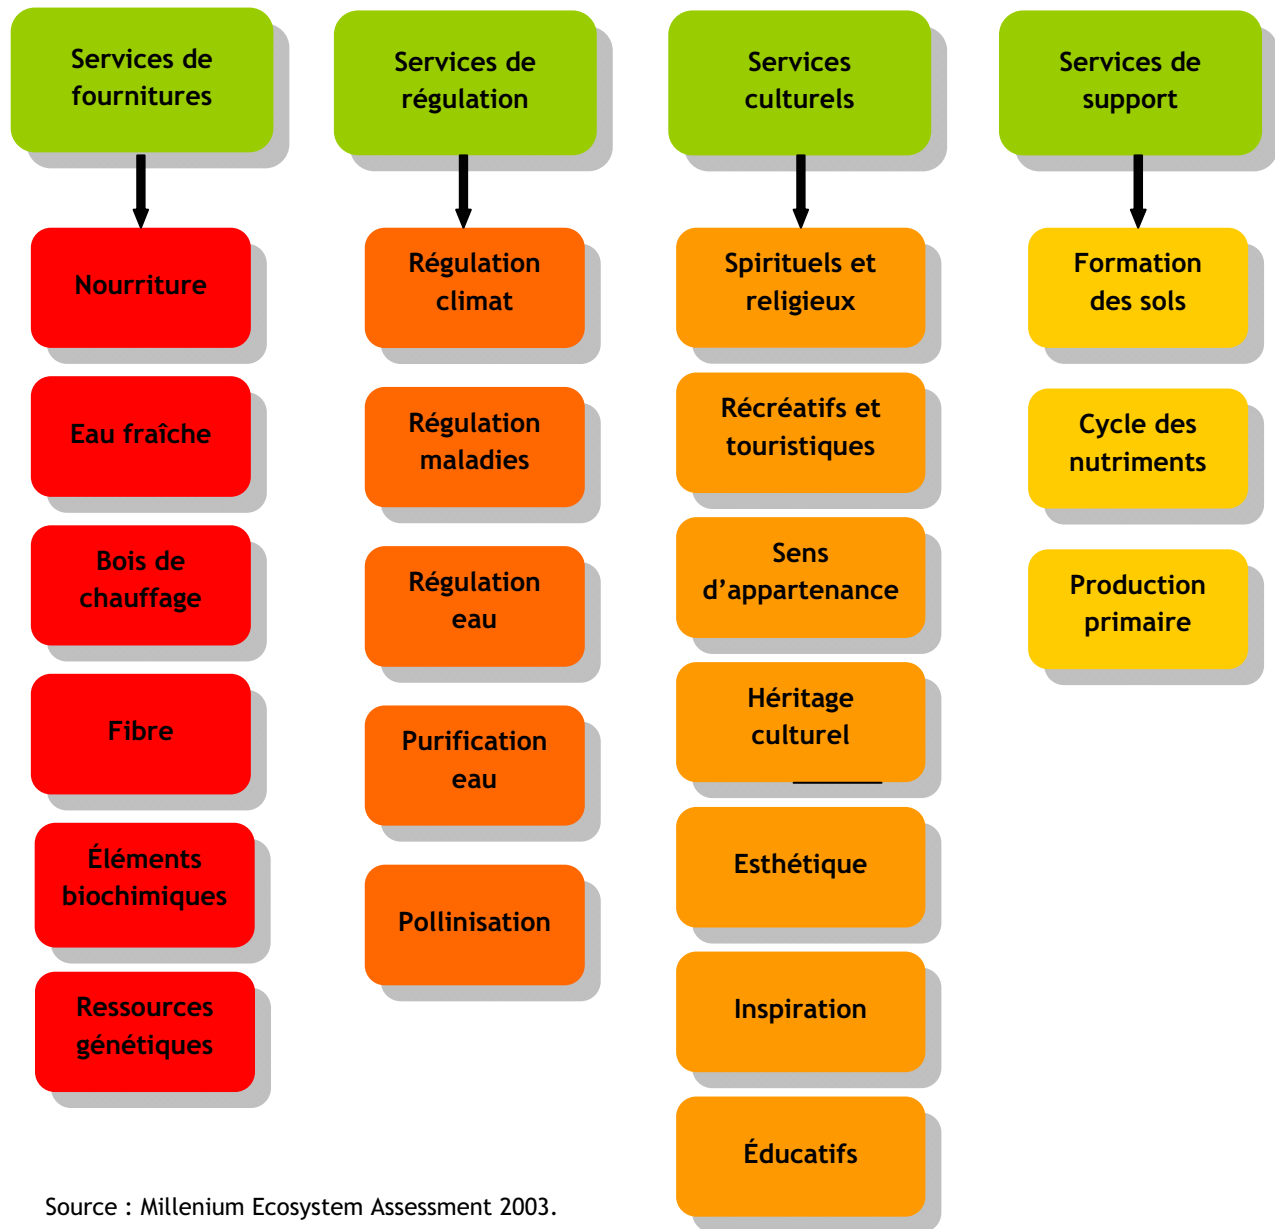 Services de
fournitures
Services de
régulation
Services
culturels
Services de
support
Nourriture
Eau fraîche
Bois de
chauffage
Fibre
Éléments
biochimiques
Ressources
génétiques
Régulation
climat
Régulation
maladies
Régulation
eau
Purification
eau
Pollinisation
Spirituels et
religieux
Récréatifs et
touristiques
Sens
d’appartenance
Héritage
culturel
Esthétique
Inspiration
Éducatifs
Formation
des sols
Cycle des
nutriments
Production
primaire
Source : Millenium Ecosystem Assessment 2003.